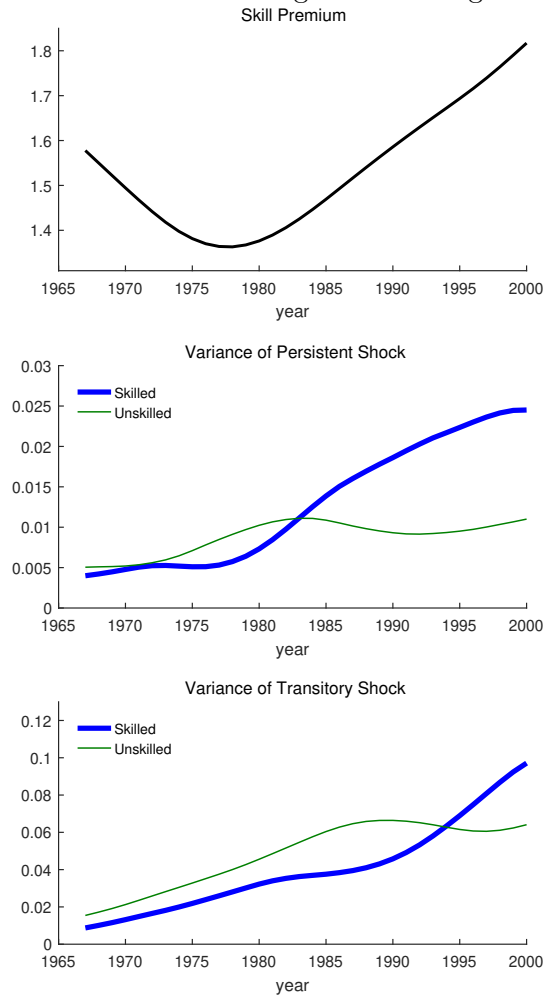 Skill Premium
1.8
1.7
1.6
1.5
1.4
1965 1970 1975 1980 1985 1990 1995 2000
year
Variance of Persistent Shock
0.03
Skilled
0.025
Unskilled
0.02
0.015
0.01
0.005
0
1965 1970 1975 1980 1985 1990 1995 2000
year
Variance of Transitory Shock
0.12
Skilled
Unskilled
0.1
0.08
0.06
0.04
0.02
0
1965 1970 1975 1980 1985 1990 1995 2000
year